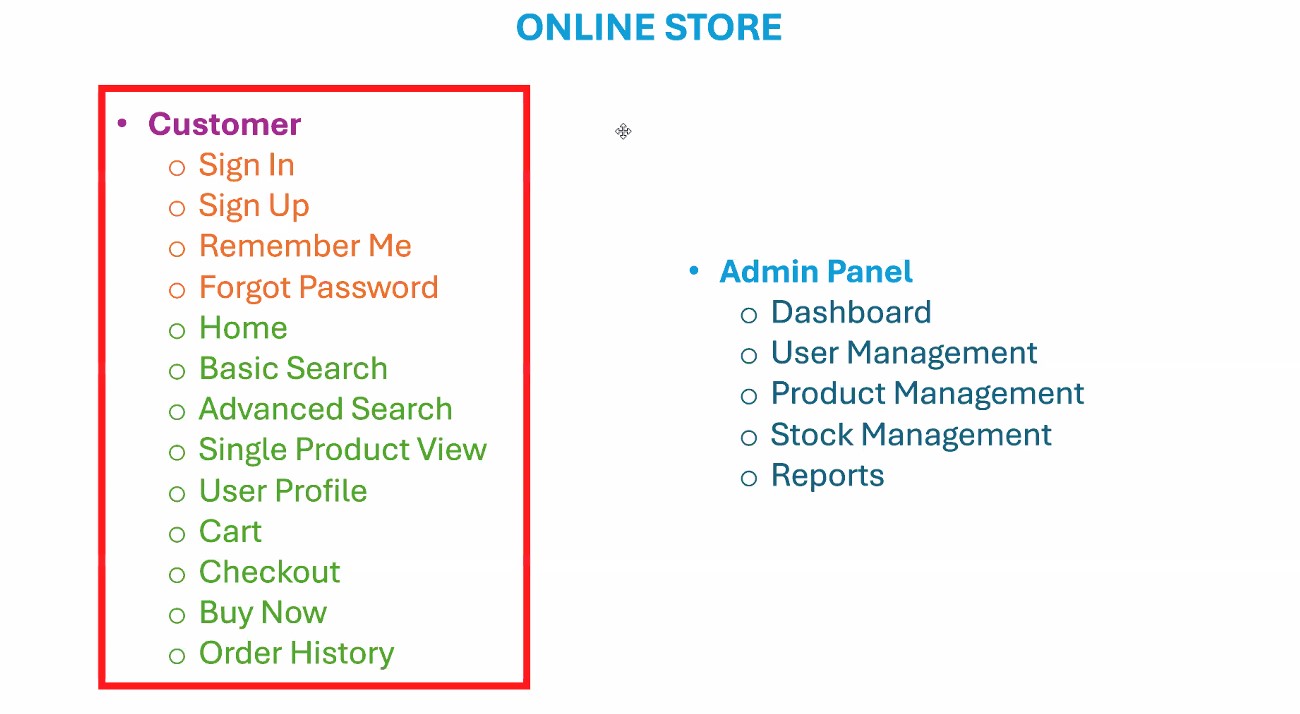 ONLINE STORE
• Customer
o Sign In
o Sign Up
o Remember Me
o Forgot Password
o Home
o Basic Search
o Advanced Search
o Single Product View
o User Profile
o Cart
o Checkout
o Buy Now
o Order History
• Admin Panel
o Dashboard
o User Management
o Product Management
o Stock Management
o Reports